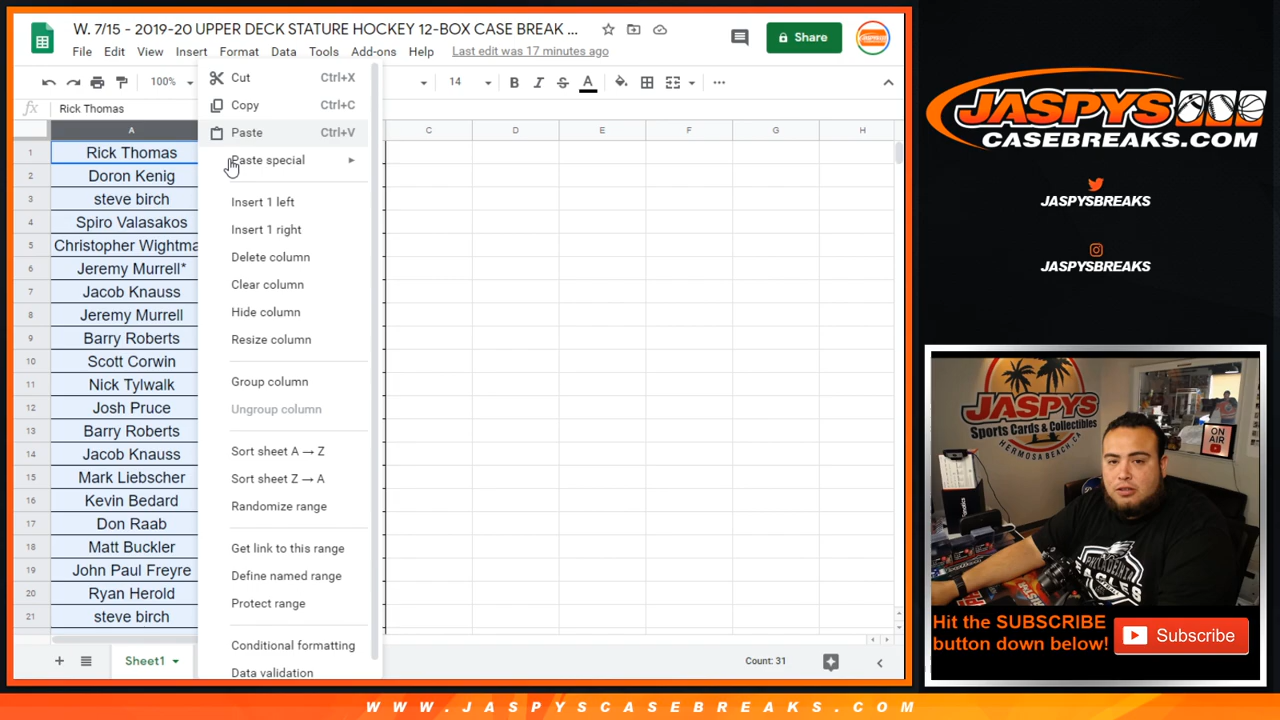 W. 7/15 - 2019-20 UPPER DECK STATURE HOCKEY 12-BOX CASE BREAK ...
File Edit View Insert Format Data Tools Add-ons Help Last edit was 17 minutes ago
Share
100% 14 B I S A
fx Rick Thomas
A C D E F G H
1 Rick Thomas
2 Doron Kenig
3 steve birch
4 Spiro Valasakos
5 Christopher Wightma
6 Jeremy Murrell*
7 Jacob Knauss
8 Jeremy Murrell
9 Barry Roberts
10 Scott Corwin
11 Nick Tylwalk
12 Josh Pruce
13 Barry Roberts
14 Jacob Knauss
15 Mark Liebscher
16 Kevin Bedard
17 Don Raab
18 Matt Buckler
19 John Paul Freyre
20 Ryan Herold
21 steve birch
Cut Ctrl+X
Copy Ctrl+C
Paste Ctrl+V
Paste special
Insert 1 left
Insert 1 right
Delete column
Clear column
Hide column
Resize column
Group column
Ungroup column
Sort sheet A → Z
Sort sheet Z → A
Randomize range
Get link to this range
Define named range
Protect range
Conditional formatting
Data validation
Sheet1
Count: 31
JASPYS
CASEBREAKS.COM
JASPYSBREAKS
JASPYSBREAKS
JASPYS
Sports Cards & Collectibles
HERMOSA BEACH, CA
ON
AIR
PHILADELPHIA
EAGLES
Hit the SUBSCRIBE
button down below!
Subscribe
WWW.JASPYSCASEBREAKS.COM